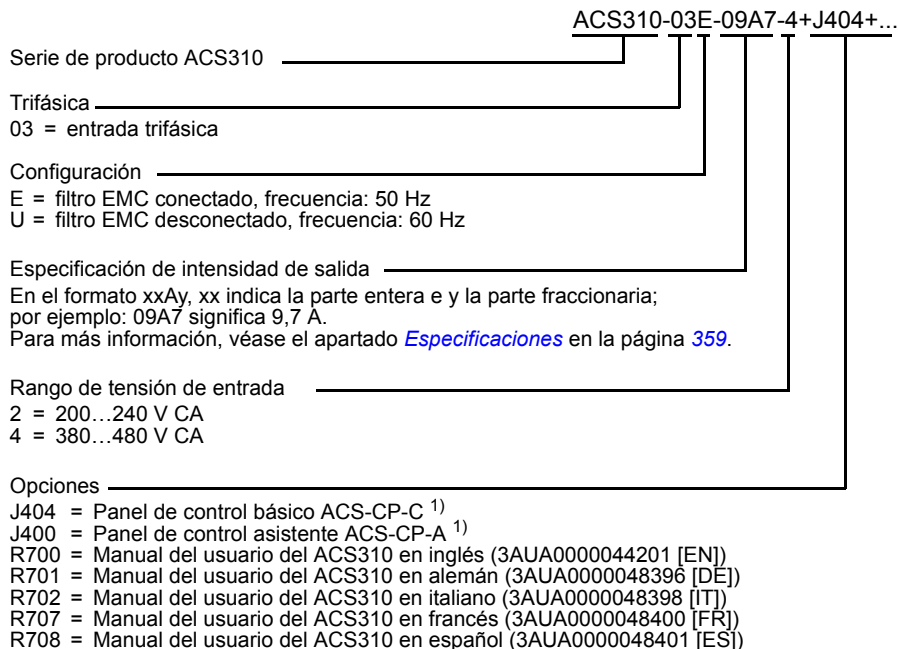 ACS310-03E-09A7-4+J404+...
Serie de producto ACS310
Trifásica
03 = entrada trifásica
Configuración
E = filtro EMC conectado, frecuencia: 50 Hz
U = filtro EMC desconectado, frecuencia: 60 Hz
Especificación de intensidad de salida
En el formato xxAy, xx indica la parte entera e y la parte fraccionaria;
por ejemplo: 09A7 significa 9,7 A.
Para más información, véase el apartado Especificaciones en la página 359.
Rango de tensión de entrada
2 = 200…240 V CA
4 = 380…480 V CA
Opciones
J404 = Panel de control básico ACS-CP-C 1)
J400 = Panel de control asistente ACS-CP-A 1)
R700 = Manual del usuario del ACS310 en inglés (3AUA0000044201 [EN])
R701 = Manual del usuario del ACS310 en alemán (3AUA0000048396 [DE])
R702 = Manual del usuario del ACS310 en italiano (3AUA0000048398 [IT])
R707 = Manual del usuario del ACS310 en francés (3AUA0000048400 [FR])
R708 = Manual del usuario del ACS310 en español (3AUA0000048401 [ES])